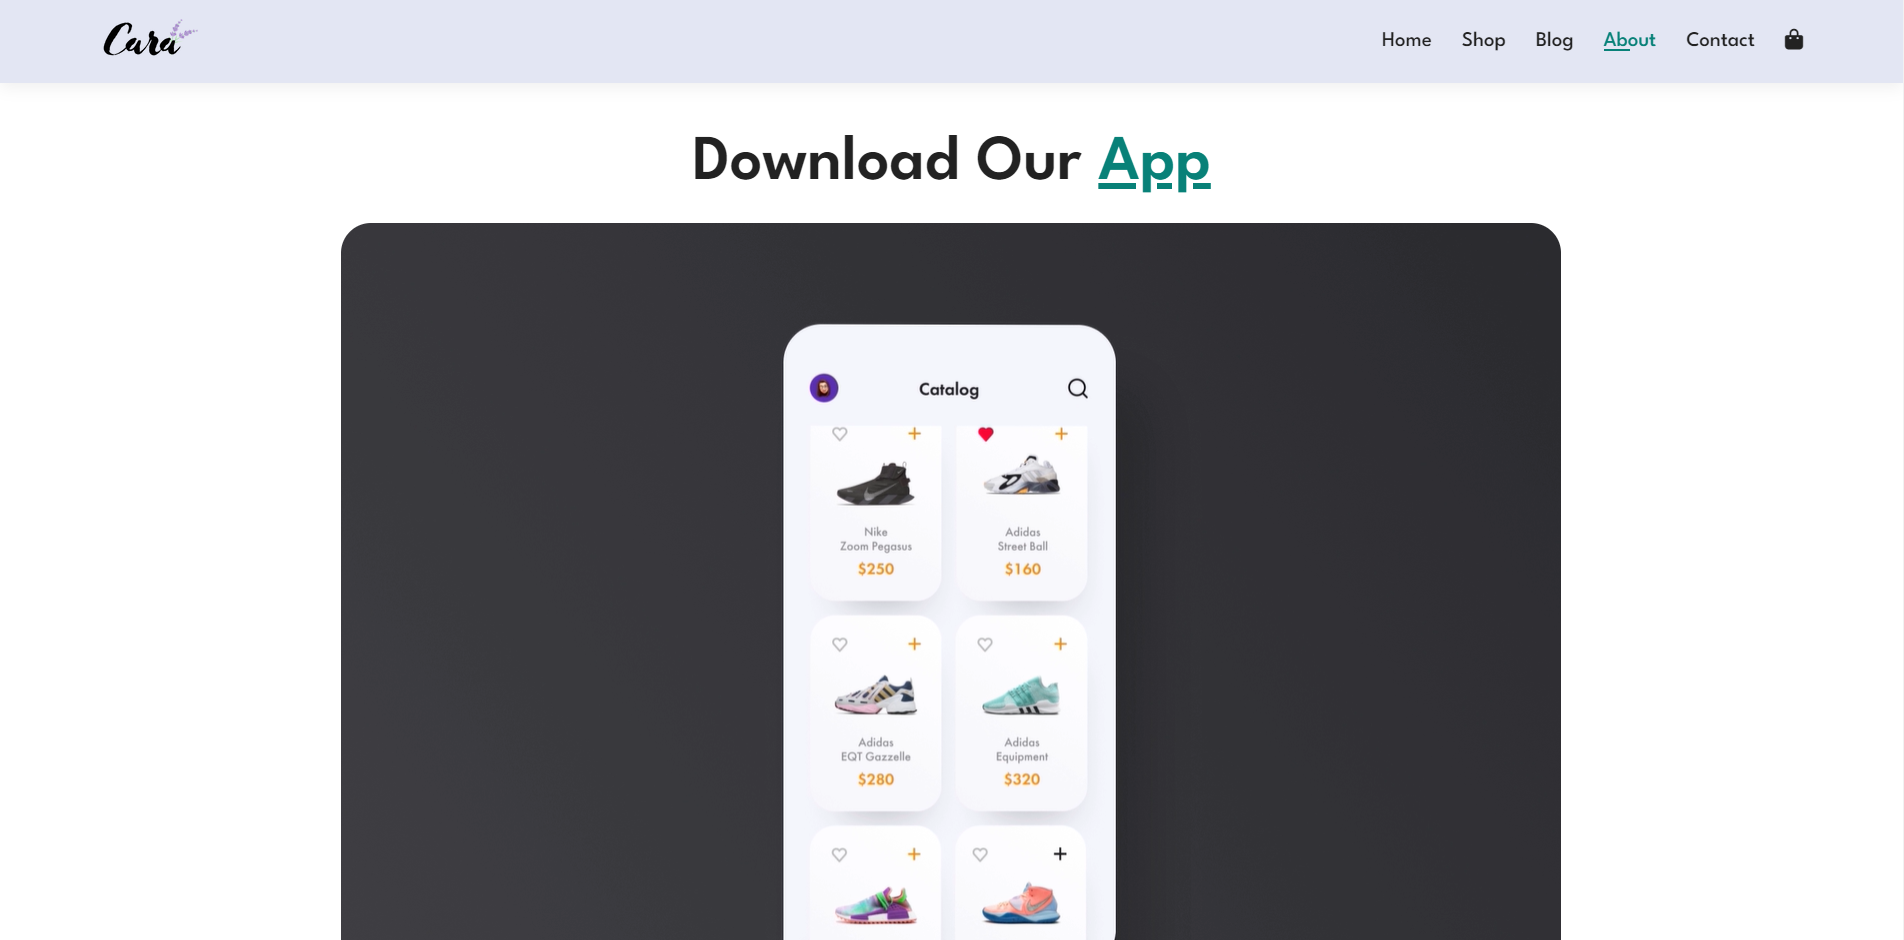 Cara
Home Shop Blog About Contact
Download Our App
Catalog
Nike
Zoom Pegasus
$250
Adidas
Street Ball
$160
Adidas
EQT Gazzelle
$280
Adidas
Equipment
$320